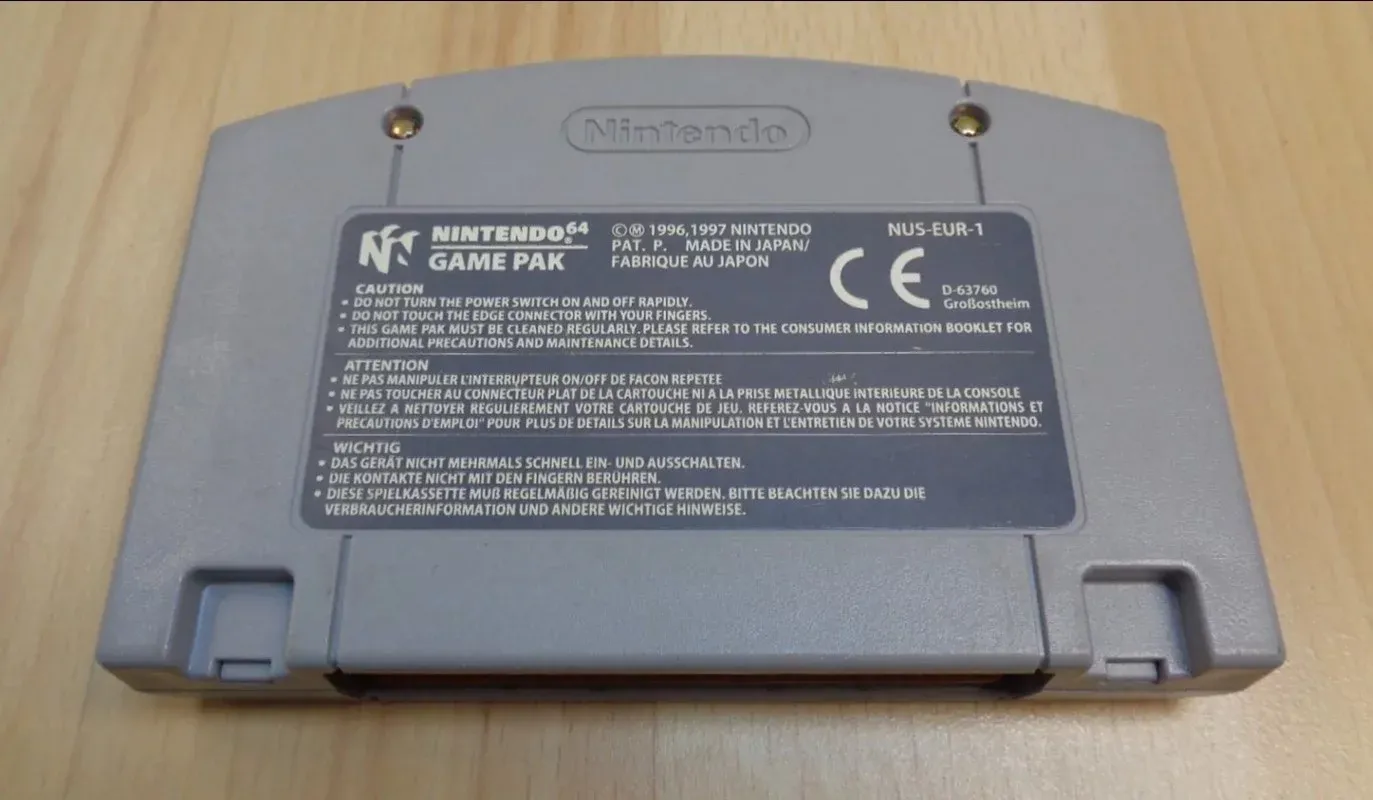 Nintendo
NINTENDO64
GAME PAK
©Ⓜ 1996,1997 NINTENDO
PAT. P. MADE IN JAPAN/
FABRIQUE AU JAPON
NUS-EUR-1
CE
D-63760
Großostheim
CAUTION
• DO NOT TURN THE POWER SWITCH ON AND OFF RAPIDLY.
• DO NOT TOUCH THE EDGE CONNECTOR WITH YOUR FINGERS.
• THIS GAME PAK MUST BE CLEANED REGULARLY. PLEASE REFER TO THE CONSUMER INFORMATION BOOKLET FOR
ADDITIONAL PRECAUTIONS AND MAINTENANCE DETAILS.
ATTENTION
• NE PAS MANIPULER L'INTERRUPTEUR ON/OFF DE FACON REPETEE
• NE PAS TOUCHER AU CONNECTEUR PLAT DE LA CARTOUCHE NI A LA PRISE METALLIQUE INTERIEURE DE LA CONSOLE
• VEILLEZ A NETTOYER REGULIEREMENT VOTRE CARTOUCHE DE JEU. REFEREZ-VOUS A LA NOTICE "INFORMATIONS ET
PRECAUTIONS D'EMPLOI" POUR PLUS DE DETAILS SUR LA MANIPULATION ET L'ENTRETIEN DE VOTRE SYSTEME NINTENDO.
WICHTIG
• DAS GERÄT NICHT MEHRMALS SCHNELL EIN- UND AUSSCHALTEN.
• DIE KONTAKTE NICHT MIT DEN FINGERN BERÜHREN.
• DIESE SPIELKASSETTE MUß REGELMÄßIG GEREINIGT WERDEN. BITTE BEACHTEN SIE DAZU DIE
VERBRAUCHERINFORMATION UND ANDERE WICHTIGE HINWEISE.